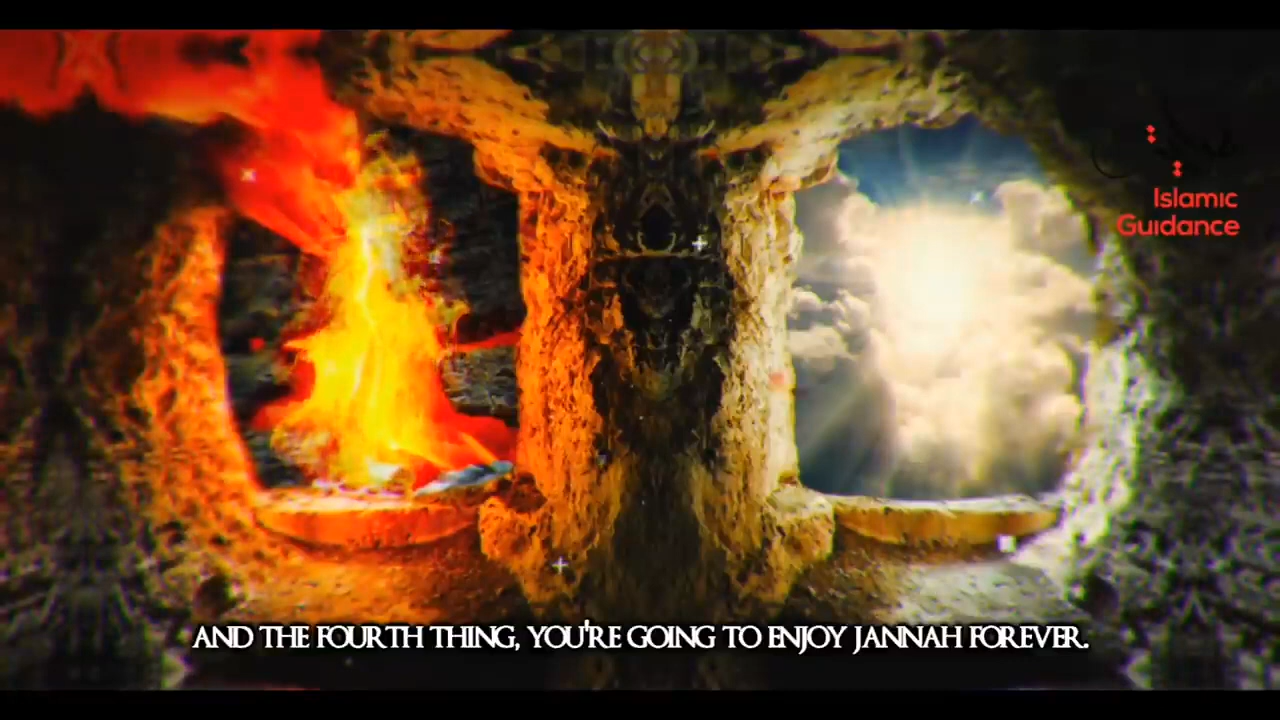 Islamic
Guidance
AND THE FOURTH THING, YOU'RE GOING TO ENJOY JANNAH FOREVER.